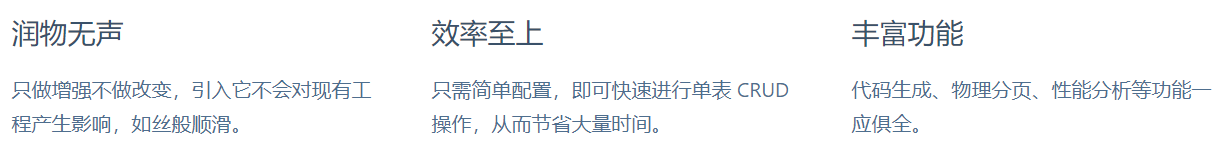 润物无声
只做增强不做改变，引入它不会对现有工
程产生影响，如丝般顺滑。
效率至上
只需简单配置，即可快速进行单表 CRUD
操作，从而节省大量时间。
丰富功能
代码生成、物理分页、性能分析等功能一
应俱全。